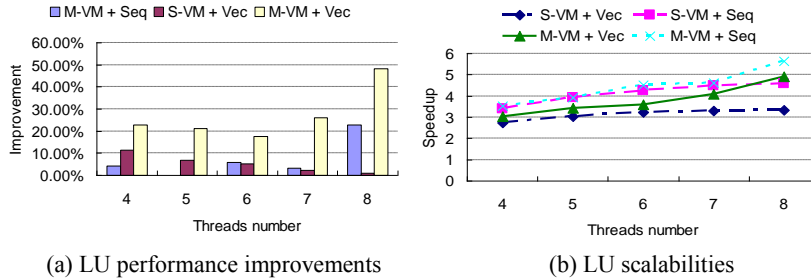 M-VM + Seq S-VM + Vec M-VM + Vec
60.00%
50.00%
40.00%
30.00%
20.00%
10.00%
0.00%
Improvement
4 5 6 7 8
Threads number
(a) LU performance improvements
S-VM + Vec S-VM + Seq
M-VM + Vec M-VM + Seq
6
5
4
3
2
1
0
Speedup
4 5 6 7 8
Threads number
(b) LU scalabilities